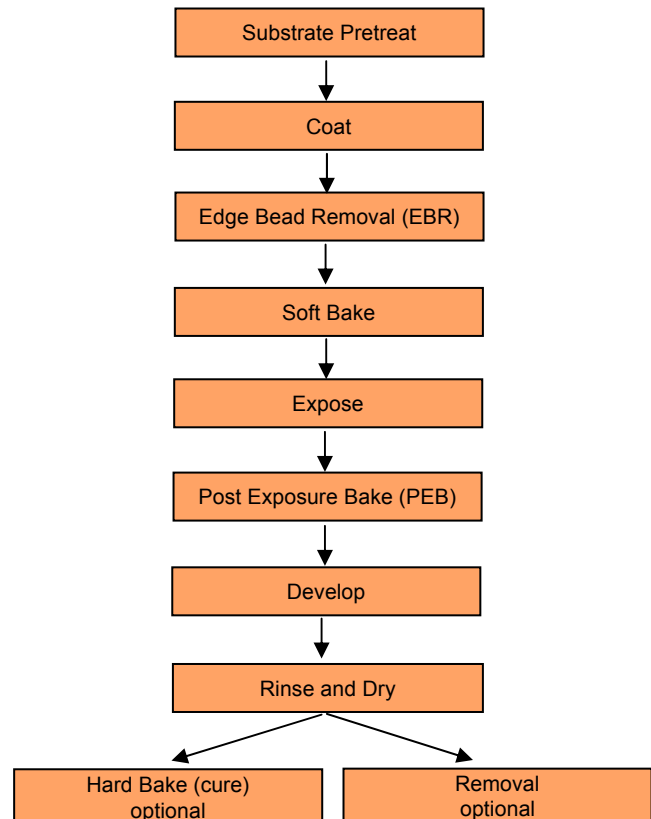 Substrate Pretreat
Coat
Edge Bead Removal (EBR)
Soft Bake
Expose
Post Exposure Bake (PEB)
Develop
Rinse and Dry
Hard Bake (cure)
optional
Removal
optional